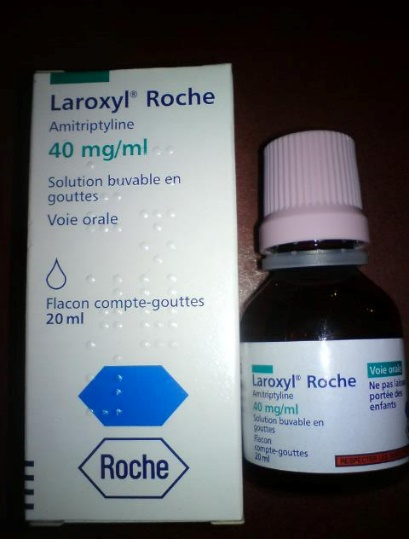 Laroxyl® Roche
Amitriptyline
40 mg/ml
Solution buvable en
gouttes
Voie orale
Flacon compte-gouttes
20 ml
Roche
Laroxyl® Roche
Amitriptyline
40 mg/ml
Solution buvable en
gouttes
Flacon
compte-gouttes
20 ml
Voie orale
Ne pas
portée des
enfants
RESPECTER LES